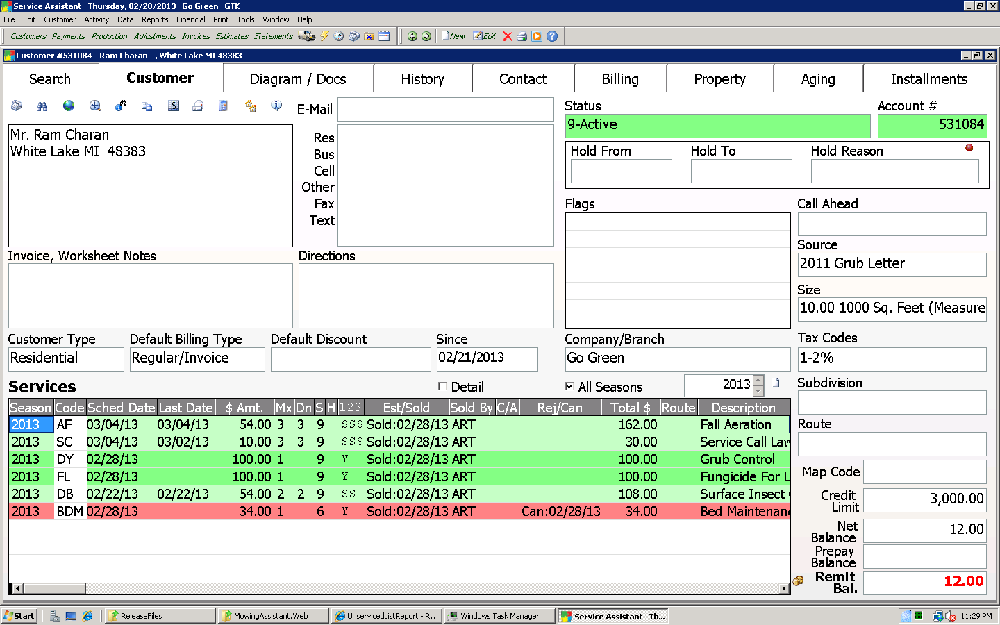 Service Assistant Thursday, 02/28/2013 Go Green GTK
File Edit Customer Activity Data Reports Financial Print Tools Window Help
Customers Payments Production Adjustments Invoices Estimates Statements New Edit
Customer #531084 - Ram Charan - , White Lake MI 48383
Search Customer Diagram / Docs History Contact Billing Property Aging Installments
E-Mail
Mr. Ram Charan
White Lake MI 48383
Res
Bus
Cell
Other
Fax
Text
Status Account #
9-Active 531084
Hold From Hold To Hold Reason
Flags
Call Ahead
Source
2011 Grub Letter
Size
10.00 1000 Sq. Feet (Measure
Invoice, Worksheet Notes Directions
Customer Type Default Billing Type Default Discount Since Company/Branch Tax Codes
Residential Regular/Invoice 02/21/2013 Go Green 1-2%
Services Detail All Seasons 2013
Subdivision
Route
Season Code Sched Date Last Date $ Amt. Mx Dn S H 123 Est/Sold Sold By C/A Rej/Can Total $ Route Description
2013 AF 03/04/13 03/04/13 54.00 3 3 9 SSS Sold:02/28/13 ART 162.00 Fall Aeration
2013 SC 03/04/13 03/02/13 10.00 3 3 9 SSS Sold:02/28/13 ART 30.00 Service Call Law
2013 DY 02/28/13 100.00 1 9 Y Sold:02/28/13 ART 100.00 Grub Control
2013 FL 02/28/13 100.00 1 9 Y Sold:02/28/13 ART 100.00 Fungicide For L
2013 DB 02/22/13 02/22/13 54.00 2 2 9 SS Sold:02/28/13 ART 108.00 Surface Insect
2013 BDM 02/28/13 34.00 1 6 Y Sold:02/28/13 ART Can:02/28/13 34.00 Bed Maintenan
Map Code
Credit Limit 3,000.00
Net Balance 12.00
Prepay Balance
Remit Bal. 12.00
Start ReleaseFiles MowingAssistant.Web UnservicedListReport - R... Windows Task Manager Service Assistant Th... 11:29 PM